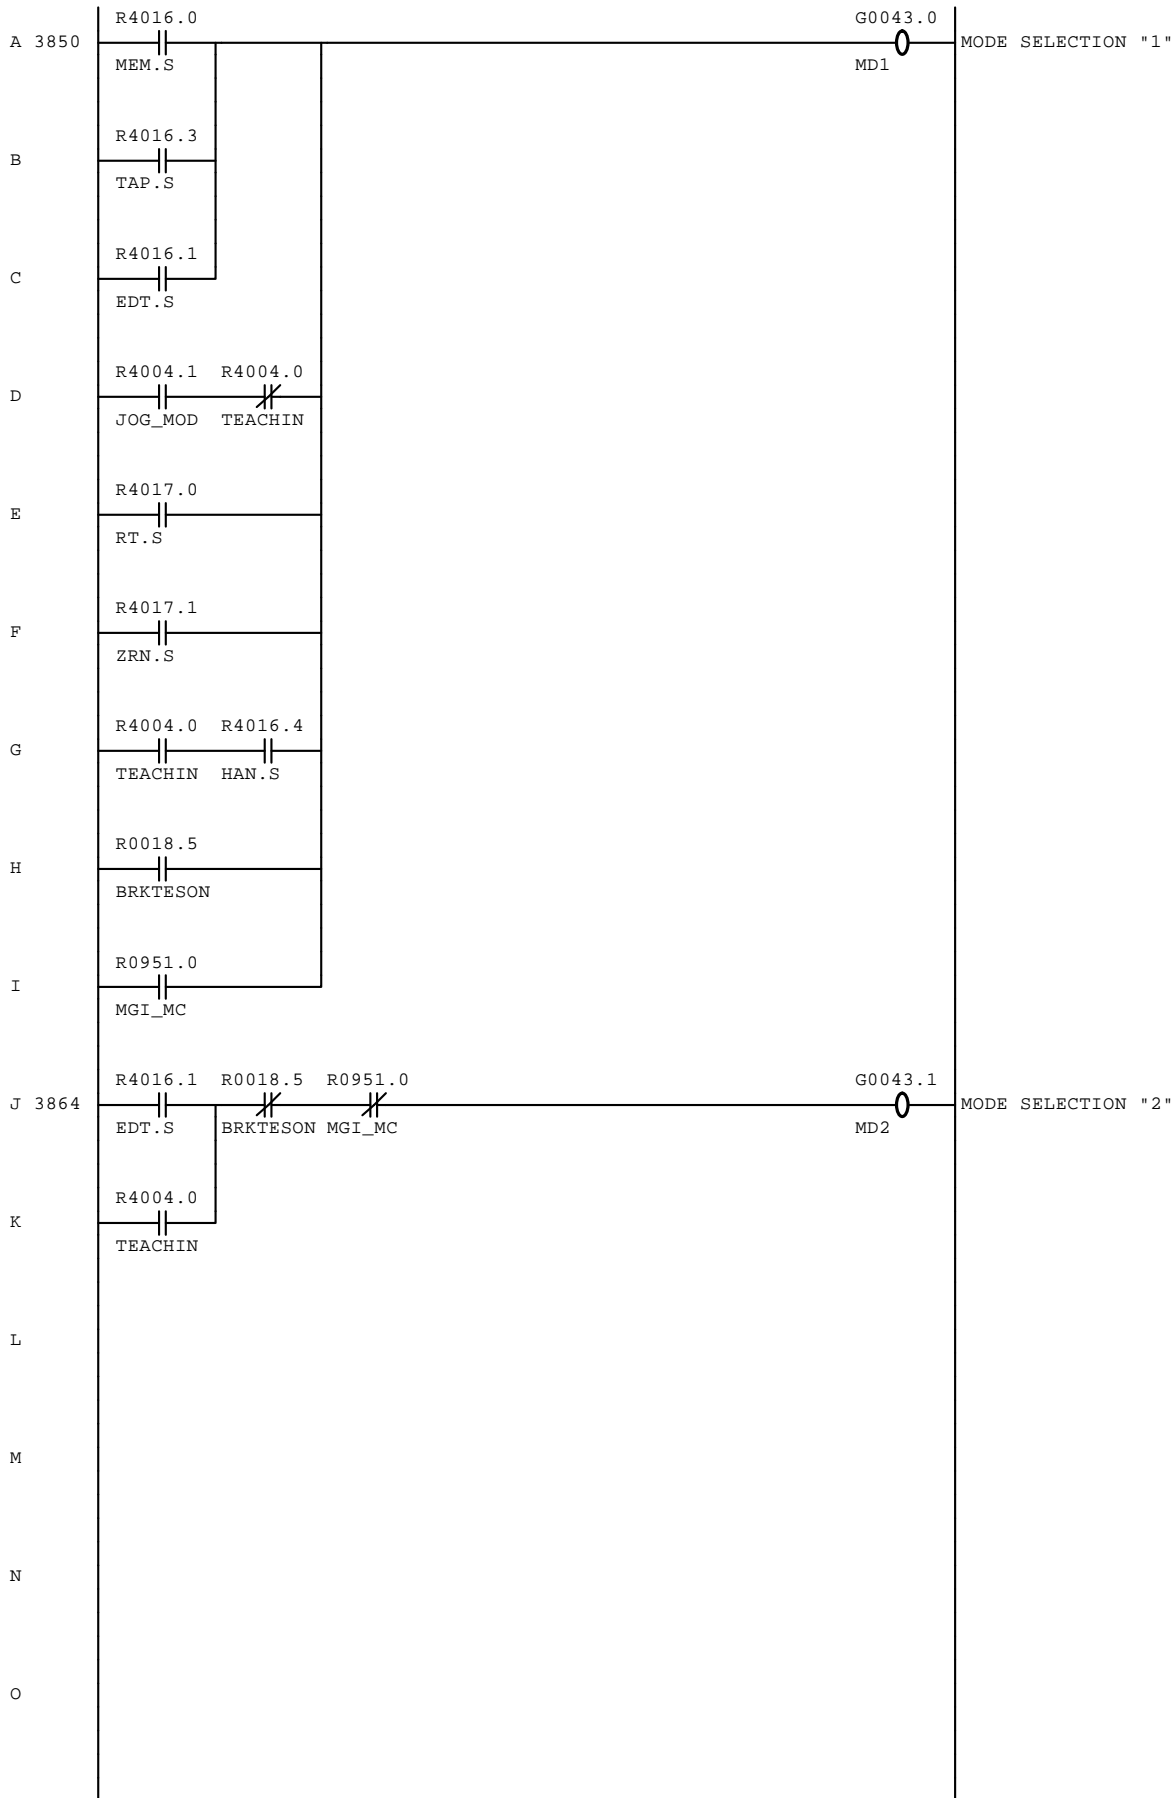 R4016.0 G0043.0
A 3850 MODE SELECTION "1"
MEM.S MD1
R4016.3
B
TAP.S
R4016.1
C
EDT.S
R4004.1 R4004.0
D
JOG_MOD TEACHIN
R4017.0
E
RT.S
R4017.1
F
ZRN.S
R4004.0 R4016.4
G
TEACHIN HAN.S
R0018.5
H
BRKTESON
R0951.0
I
MGI_MC
R4016.1 R0018.5 R0951.0 G0043.1
J 3864 MODE SELECTION "2"
EDT.S BRKTESON MGI_MC MD2
R4004.0
K
TEACHIN
L
M
N
O